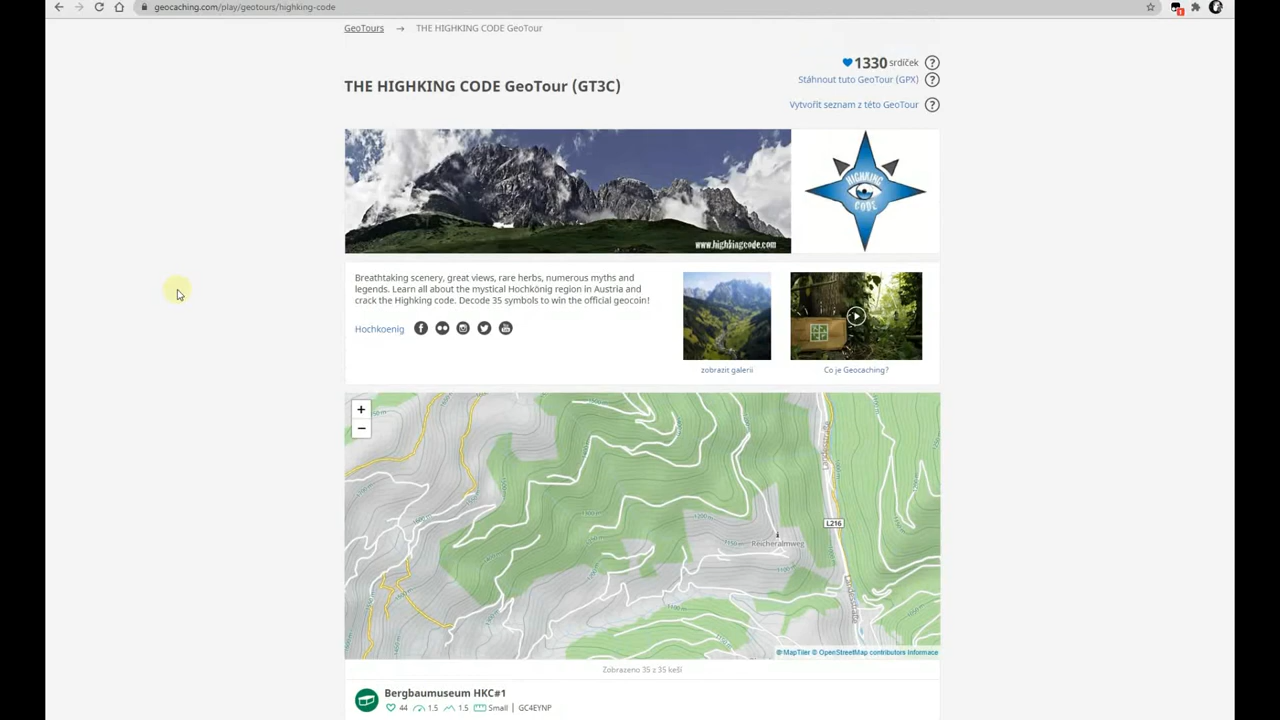 geocaching.com/play/geotours/highking-code
GeoTours → THE HIGHKING CODE GeoTour
1330 srdíček ?
Stáhnout tuto GeoTour (GPX) ?
THE HIGHKING CODE GeoTour (GT3C)
Vytvořit seznam z této GeoTour ?
HIGHKING
CODE
www.highkingcode.com
Breathtaking scenery, great views, rare herbs, numerous myths and
legends. Learn all about the mystical Hochkönig region in Austria and
crack the Highking code. Decode 35 symbols to win the official geocoin!
Hochkoenig
zobrazit galerii
Co je Geocaching?
+
−
Landesstraße
L216
Reicheralmweg
Landesstraße
© MapTiler © OpenStreetMap contributors Informace
Zobrazeno 35 z 35 keší
Bergbaumuseum HKC#1
44 1.5 1.5 Small | GC4EYNP